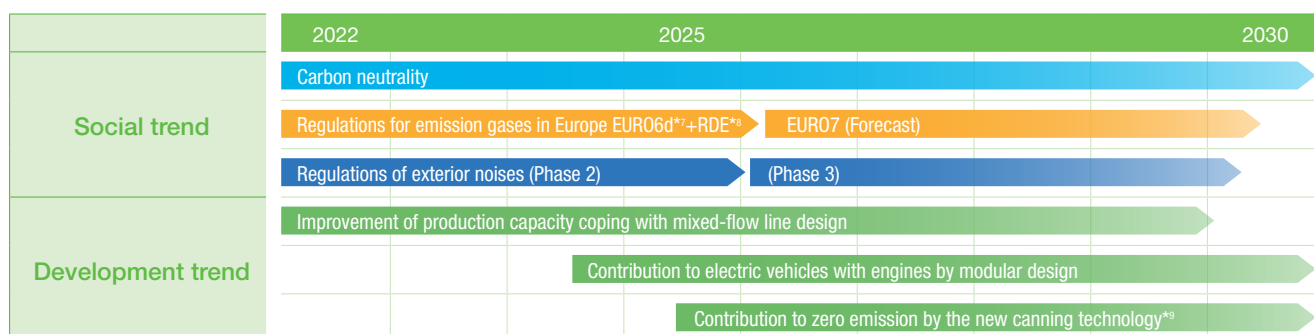 2022 2025 2030
Social trend
Carbon neutrality
Regulations for emission gases in Europe EURO6d*7+RDE*8 EURO7 (Forecast)
Regulations of exterior noises (Phase 2) (Phase 3)
Development trend
Improvement of production capacity coping with mixed-flow line design
Contribution to electric vehicles with engines by modular design
Contribution to zero emission by the new canning technology*9